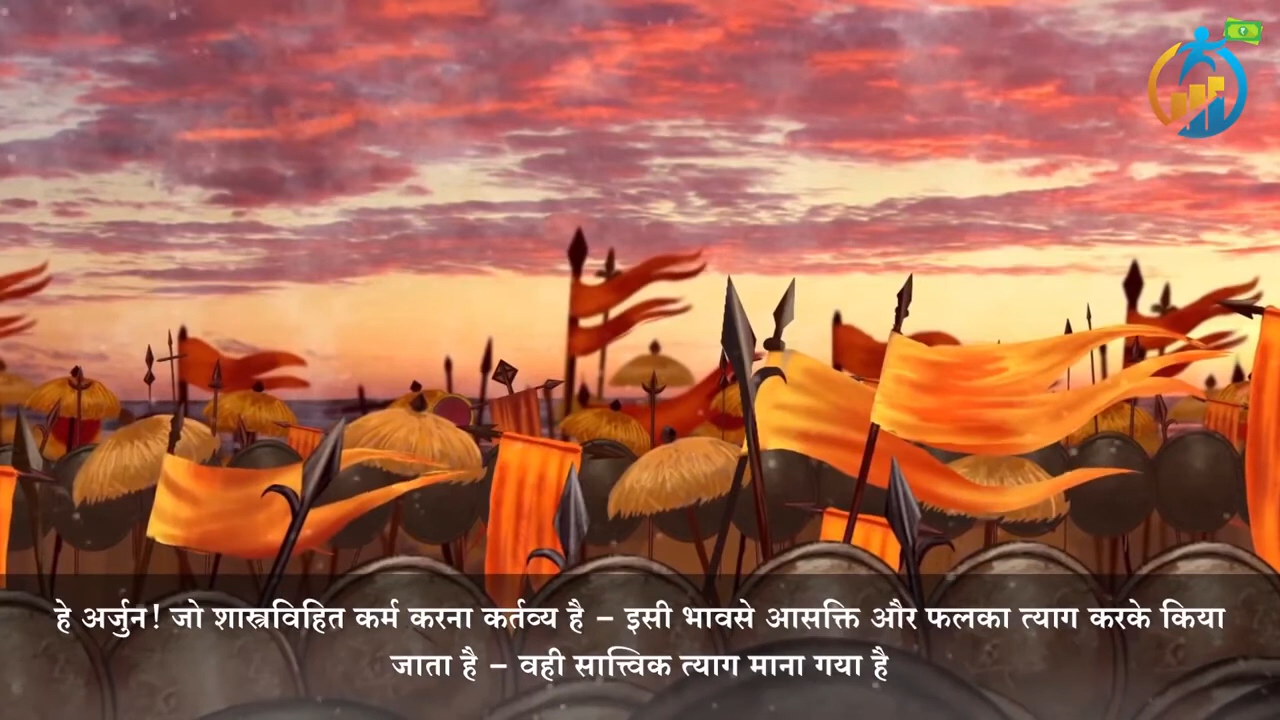 हे अर्जुन! जो शास्त्रविहित कर्म करना कर्तव्य है – इसी भावसे आसक्ति और फलका त्याग करके किया
जाता है – वही सात्त्विक त्याग माना गया है